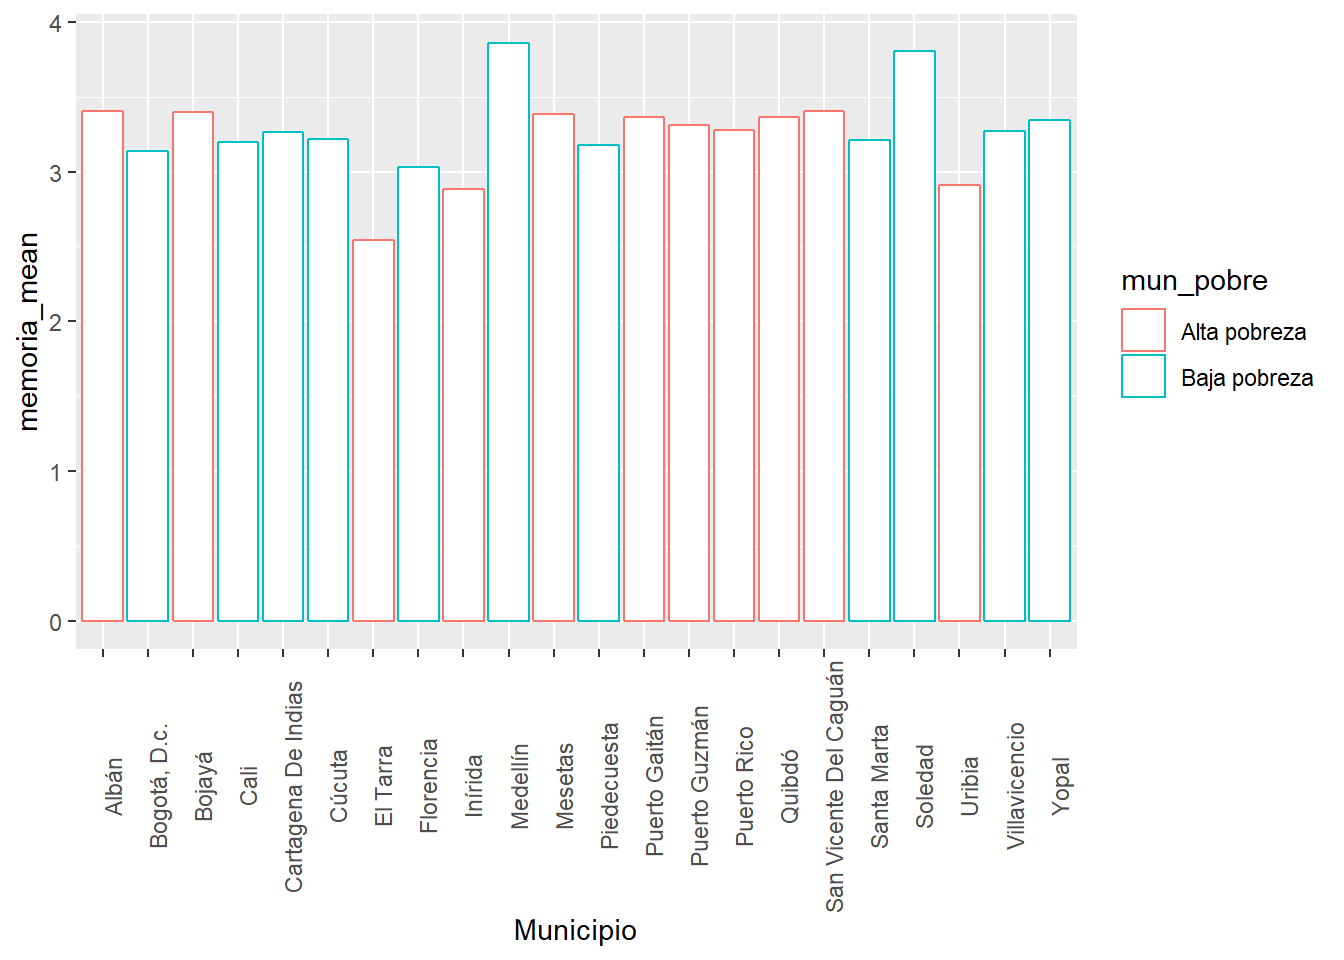 4
3
2
1
0
memoria_mean
Albán
Bogotá, D.c.
Bojayá
Cali
Cartagena De Indias
Cúcuta
El Tarra
Florencia
Inírida
Medellín
Mesetas
Piedecuesta
Puerto Gaitán
Puerto Guzmán
Puerto Rico
Quibdó
San Vicente Del Caguán
Santa Marta
Soledad
Uribia
Villavicencio
Yopal
Municipio
mun_pobre
Alta pobreza
Baja pobreza